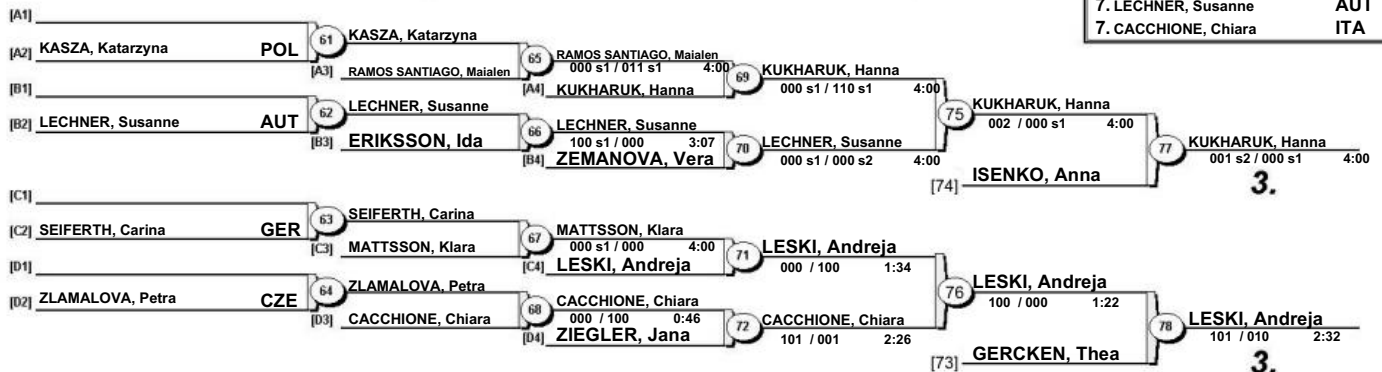 7. LECHNER, Susanne AUT
7. CACCHIONE, Chiara ITA
[A1]
[A2] KASZA, Katarzyna POL
61 KASZA, Katarzyna
[A3] RAMOS SANTIAGO, Maialen
65 RAMOS SANTIAGO, Maialen
000 s1 / 011 s1 4:00
[A4] KUKHARUK, Hanna
69 KUKHARUK, Hanna
000 s1 / 110 s1 4:00
[B1]
[B2] LECHNER, Susanne AUT
62 LECHNER, Susanne
[B3] ERIKSSON, Ida
66 LECHNER, Susanne
100 s1 / 000 3:07
[B4] ZEMANOVA, Vera
70 LECHNER, Susanne
000 s1 / 000 s2 4:00
75 KUKHARUK, Hanna
002 / 000 s1 4:00
[74] ISENKO, Anna
77 KUKHARUK, Hanna
001 s2 / 000 s1 4:00
3.
[C1]
[C2] SEIFERTH, Carina GER
63 SEIFERTH, Carina
[C3] MATTSSON, Klara
67 MATTSSON, Klara
000 s1 / 000 4:00
[C4] LESKI, Andreja
71 LESKI, Andreja
000 / 100 1:34
[D1]
[D2] ZLAMALOVA, Petra CZE
64 ZLAMALOVA, Petra
[D3] CACCHIONE, Chiara
68 CACCHIONE, Chiara
000 / 100 0:46
[D4] ZIEGLER, Jana
72 CACCHIONE, Chiara
101 / 001 2:26
76 LESKI, Andreja
100 / 000 1:22
[73] GERCKEN, Thea
78 LESKI, Andreja
101 / 010 2:32
3.